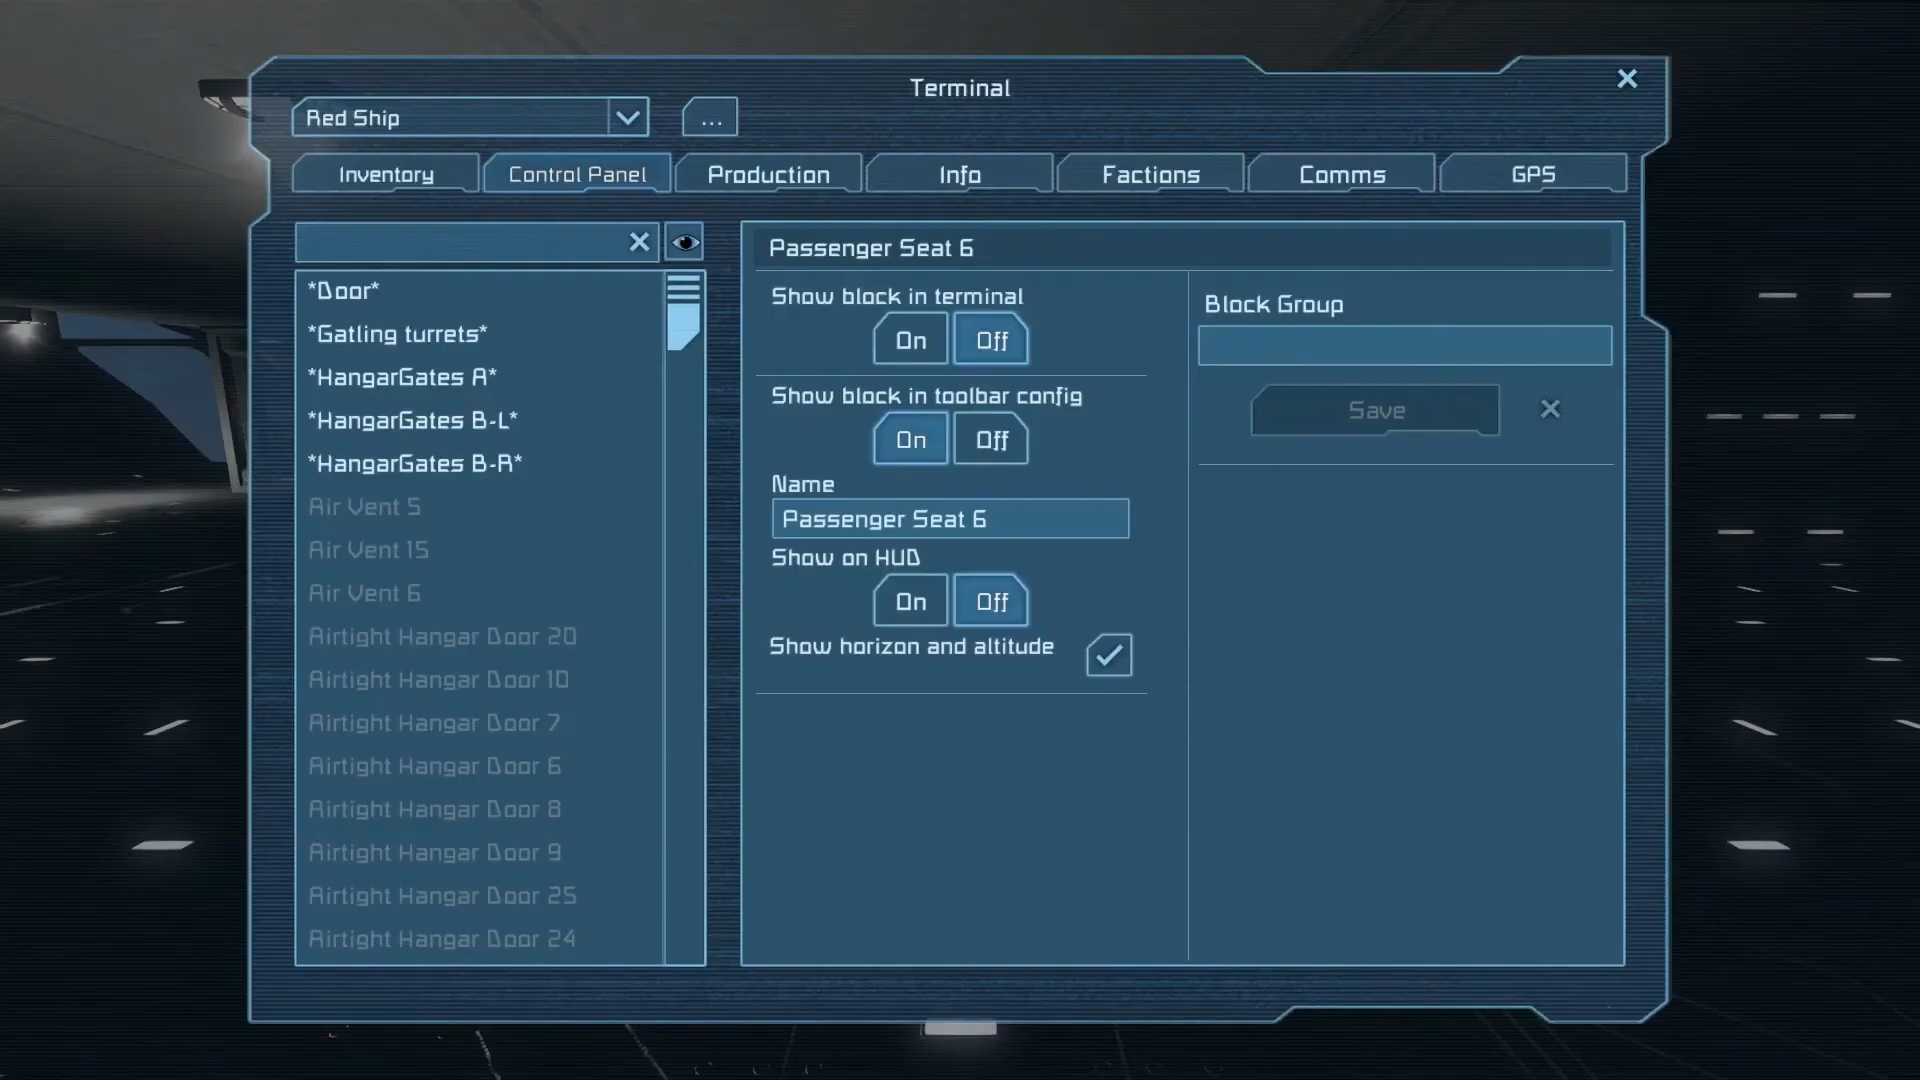 Terminal
Red Ship
...
Inventory
Control Panel
Production
Info
Factions
Comms
GPS
*Door*
*Gatling turrets*
*HangarGates A*
*HangarGates B-L*
*HangarGates B-R*
Air Vent 5
Air Vent 15
Air Vent 6
Airtight Hangar Door 20
Airtight Hangar Door 10
Airtight Hangar Door 7
Airtight Hangar Door 6
Airtight Hangar Door 8
Airtight Hangar Door 9
Airtight Hangar Door 25
Airtight Hangar Door 24
Passenger Seat 6
Show block in terminal
On Off
Show block in toolbar config
On Off
Name
Passenger Seat 6
Show on HUD
On Off
Show horizon and altitude
Block Group
Save